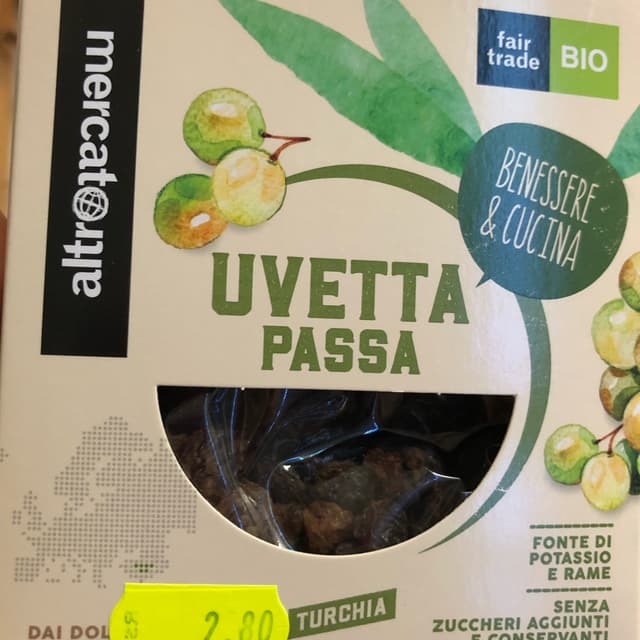 altromercato
fair
trade
BIO
BENESSERE
& CUCINA
UVETTA
PASSA
FONTE DI
POTASSIO
E RAME
SENZA
ZUCCHERI AGGIUNTI
E CONSERVANTI
TURCHIA
2.80
DAI